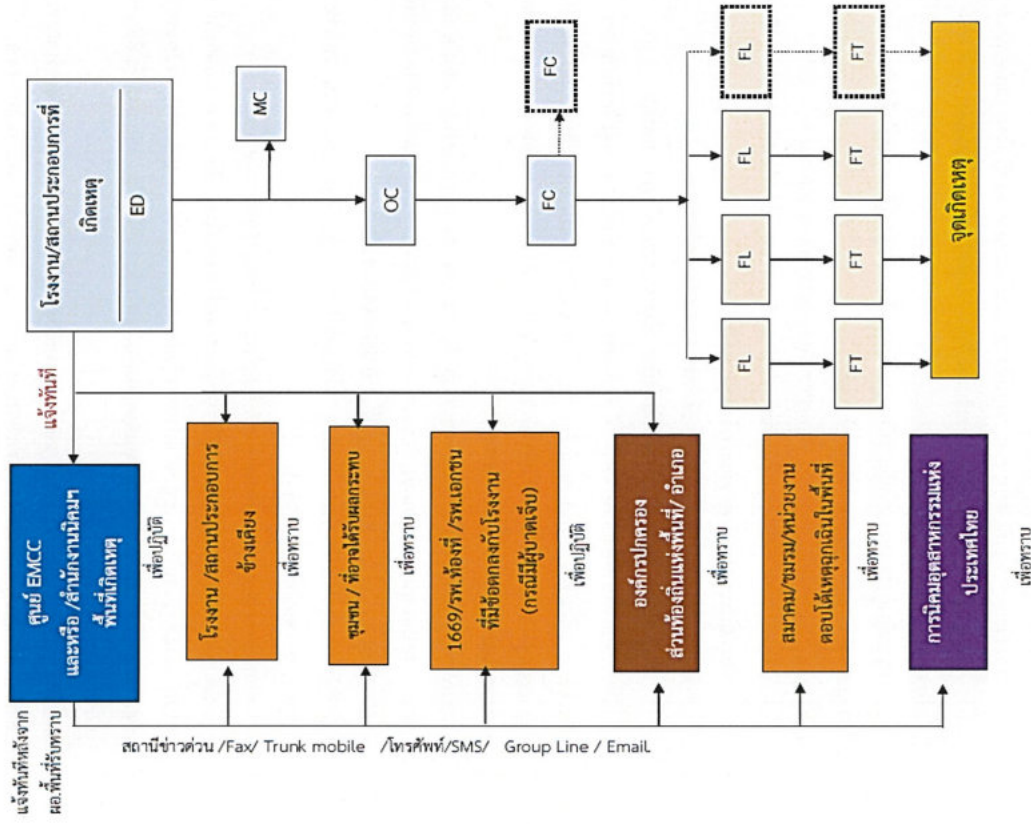 โรงงาน/สถานประกอบการที่
เกิดเหตุ
ED
MC
OC
FC
FC
FL
FL
FL
FL
FT
FT
FT
FT
จุดเกิดเหตุ
แจ้งทันที
ศูนย์ EMCC
และหรือ /สำนักงานนิคมฯ
พื้นที่เกิดเหตุ
เพื่อปฏิบัติ
โรงงาน /สถานประกอบการ
ข้างเคียง
เพื่อทราบ
ชุมชน / ที่อาจได้รับผลกระทบ
เพื่อทราบ
1669/รพ.ท้องที่ /รพ.เอกชน
ที่มีข้อตกลงกับโรงงาน
(กรณีมีผู้บาดเจ็บ)
เพื่อปฏิบัติ
องค์กรปกครอง
ส่วนท้องถิ่นแห่งพื้นที่/ อำเภอ
เพื่อทราบ
สมาคม/ชมรม/หน่วยงาน
ตอบโต้เหตุฉุกเฉินในพื้นที่
เพื่อทราบ
การนิคมอุตสาหกรรมแห่ง
ประเทศไทย
เพื่อทราบ
แจ้งทันทีหลังจาก
ผอ.พื้นที่รับทราบ
สถานีข่าวด่วน /Fax/ Trunk mobile /โทรศัพท์/SMS/ Group Line / Email